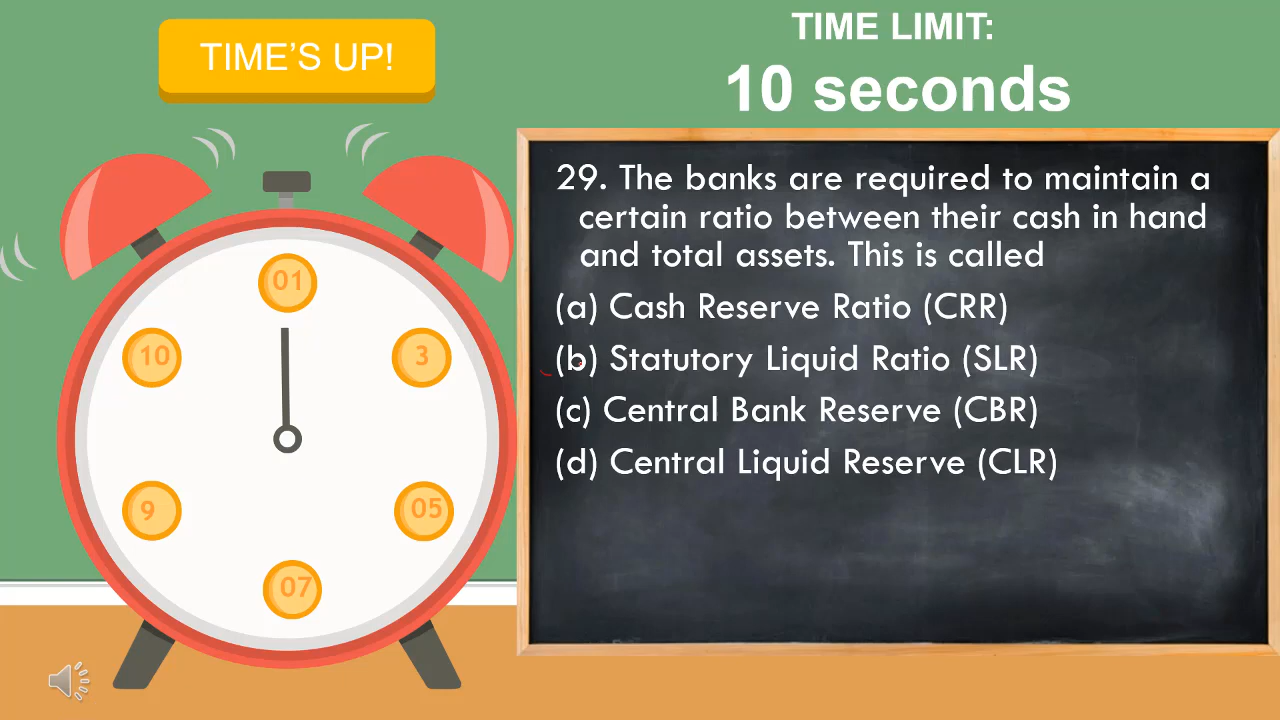 TIME'S UP!
TIME LIMIT:
10 seconds
01
10
3
9
05
07
29. The banks are required to maintain a
certain ratio between their cash in hand
and total assets. This is called
(a) Cash Reserve Ratio (CRR)
(b) Statutory Liquid Ratio (SLR)
(c) Central Bank Reserve (CBR)
(d) Central Liquid Reserve (CLR)